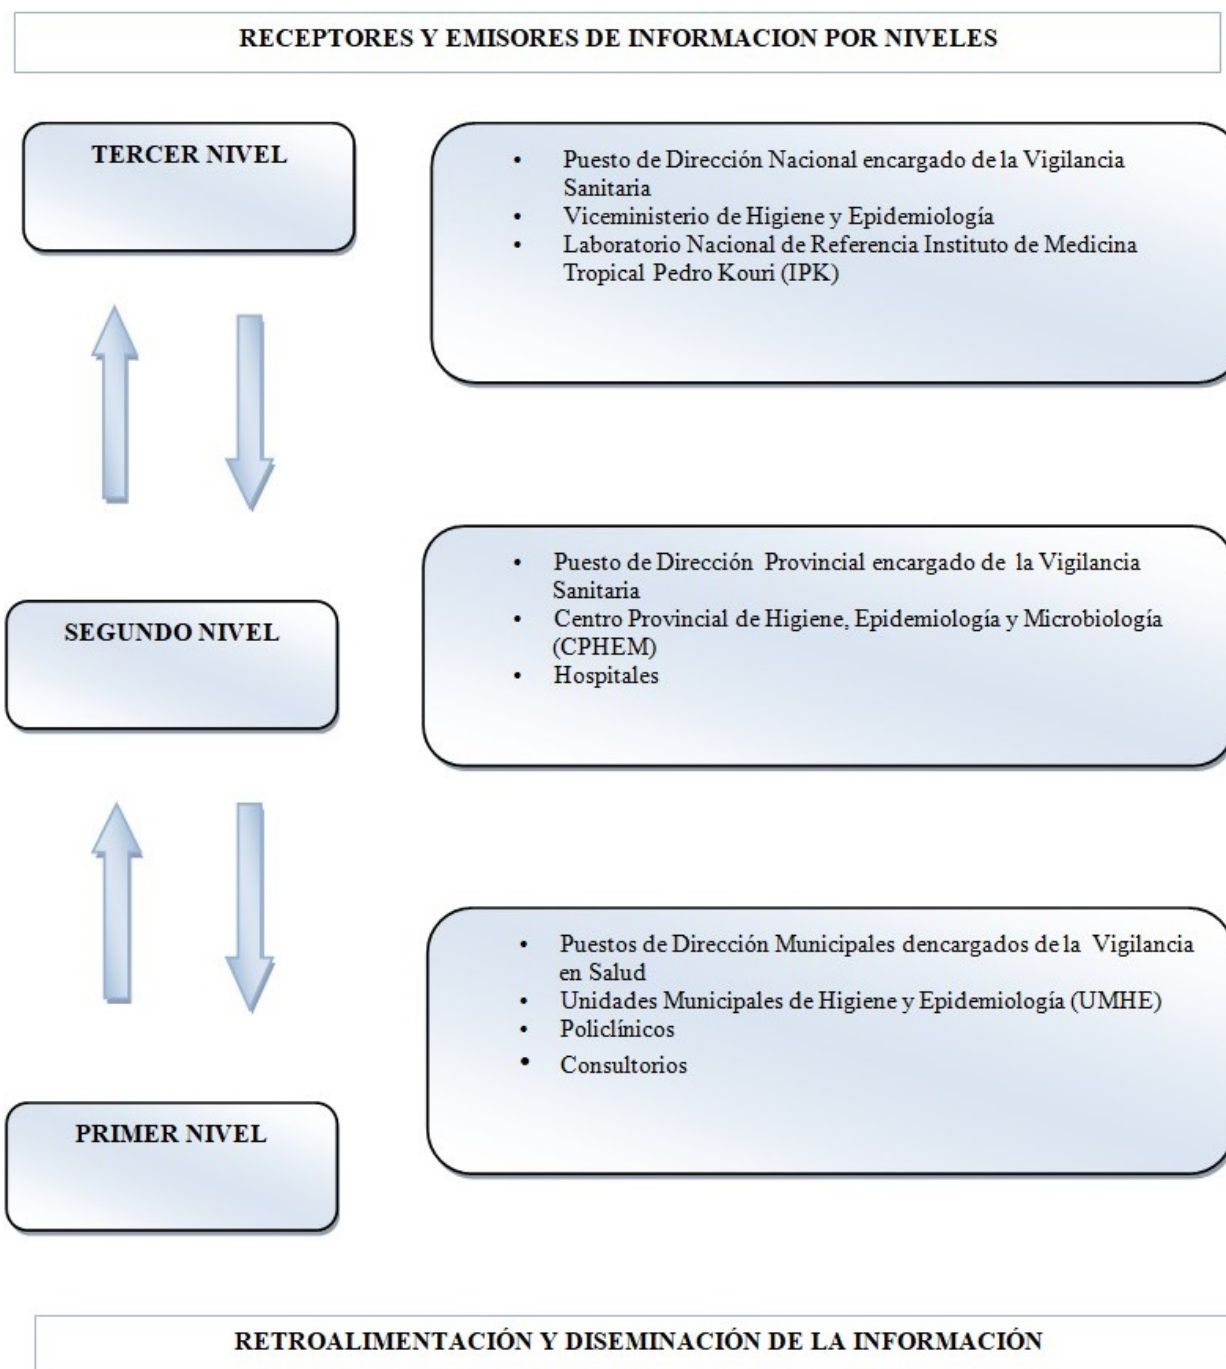 RECEPTORES Y EMISORES DE INFORMACION POR NIVELES
TERCER NIVEL
• Puesto de Dirección Nacional encargado de la Vigilancia
Sanitaria
• Viceministerio de Higiene y Epidemiología
• Laboratorio Nacional de Referencia Instituto de Medicina
Tropical Pedro Kouri (IPK)
SEGUNDO NIVEL
• Puesto de Dirección Provincial encargado de la Vigilancia
Sanitaria
• Centro Provincial de Higiene, Epidemiología y Microbiología
(CPHEM)
• Hospitales
PRIMER NIVEL
• Puestos de Dirección Municipales dencargados de la Vigilancia
en Salud
• Unidades Municipales de Higiene y Epidemiología (UMHE)
• Policlínicos
• Consultorios
RETROALIMENTACIÓN Y DISEMINACIÓN DE LA INFORMACIÓN